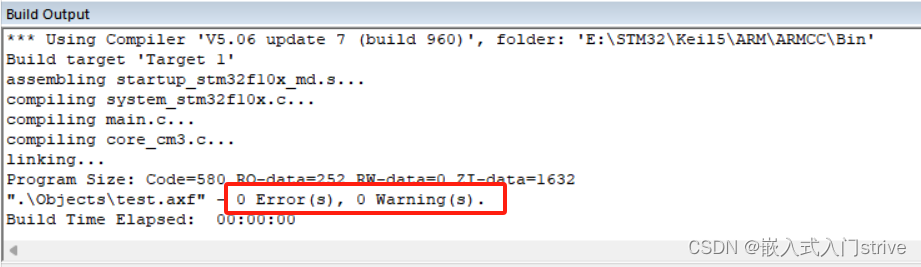 Build Output
*** Using Compiler 'V5.06 update 7 (build 960)', folder: 'E:\STM32\Keil5\ARM\ARMCC\Bin'
Build target 'Target 1'
assembling startup_stm32f10x_md.s...
compiling system_stm32f10x.c...
compiling main.c...
compiling core_cm3.c...
linking...
Program Size: Code=580 RO-data=252 RW-data=0 ZI-data=1632
".\Objects\test.axf" - 0 Error(s), 0 Warning(s).
Build Time Elapsed:  00:00:00
CSDN @嵌入式入门strive